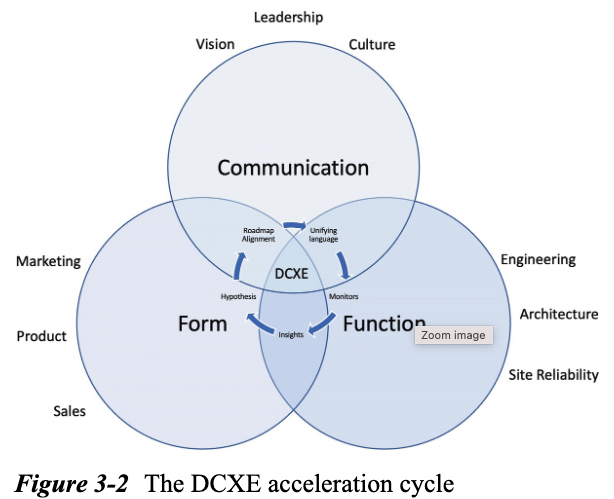 Leadership
Vision
Culture
Communication
Roadmap
Alignment
Unifying
language
DCXE
Hypothesis
Monitors
Insights
Form
Function
Marketing
Product
Sales
Engineering
Architecture
Site Reliability
Zoom image
Figure 3-2 The DCXE acceleration cycle